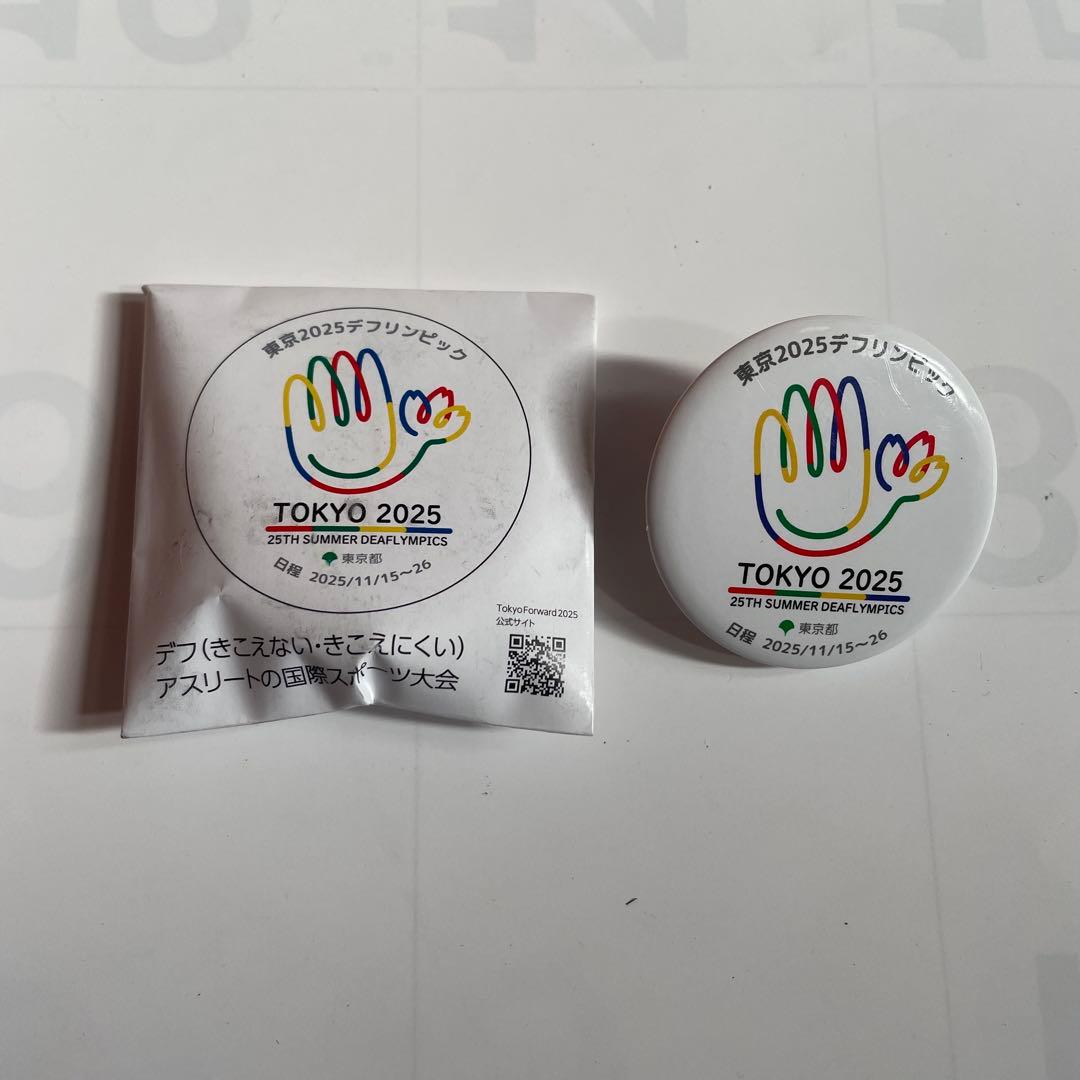 東京2025デフリンピック
TOKYO 2025
25TH SUMMER DEAFLYMPICS
東京都
日程 2025/11/15～26
TokyoForward2025
公式サイト
デフ(きこえない・きこえにくい)
アスリートの国際スポーツ大会
東京2025デフリンピック
TOKYO 2025
25TH SUMMER DEAFLYMPICS
東京都
日程 2025/11/15～26